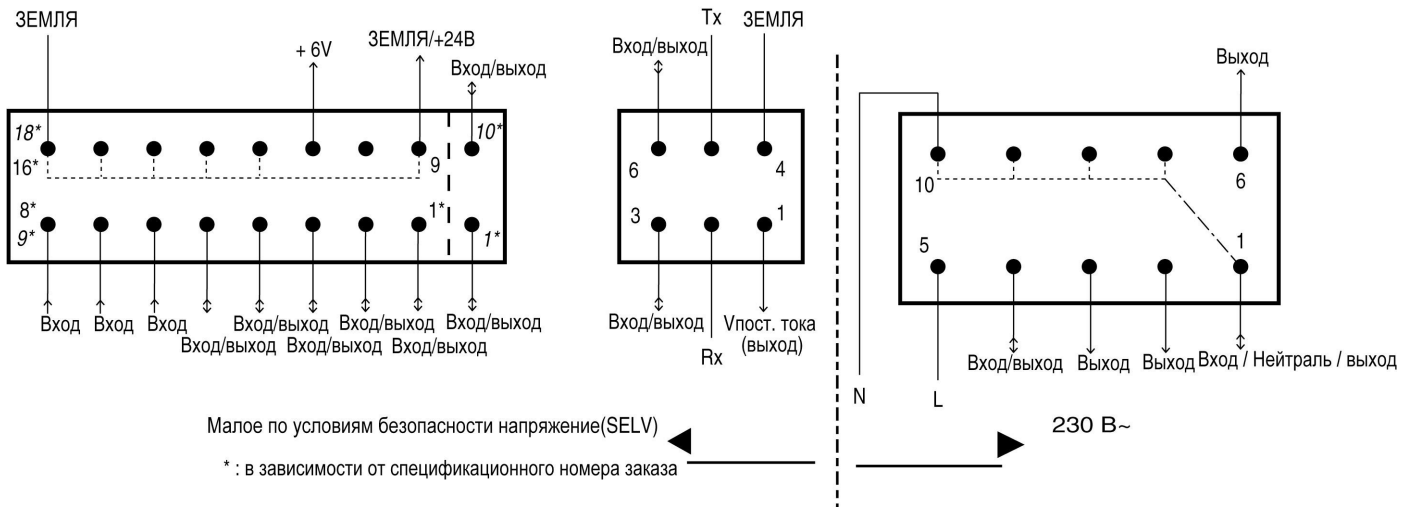 ЗЕМЛЯ
+ 6V
ЗЕМЛЯ/+24В
Вход/выход
18*
10*
16*
9
8*
1*
9*
1*
Вход
Вход
Вход
Вход/выход
Вход/выход
Вход/выход
Вход/выход
Вход/выход
Вход/выход
Tx
ЗЕМЛЯ
Вход/выход
6
4
3
1
Вход/выход
Vпост. тока
(выход)
Rx
Выход
10
6
5
1
Вход/выход
Выход
Выход
Вход / Нейтраль / выход
N
L
Малое по условиям безопасности напряжение(SELV)
230 В~
* : в зависимости от спецификационного номера заказа